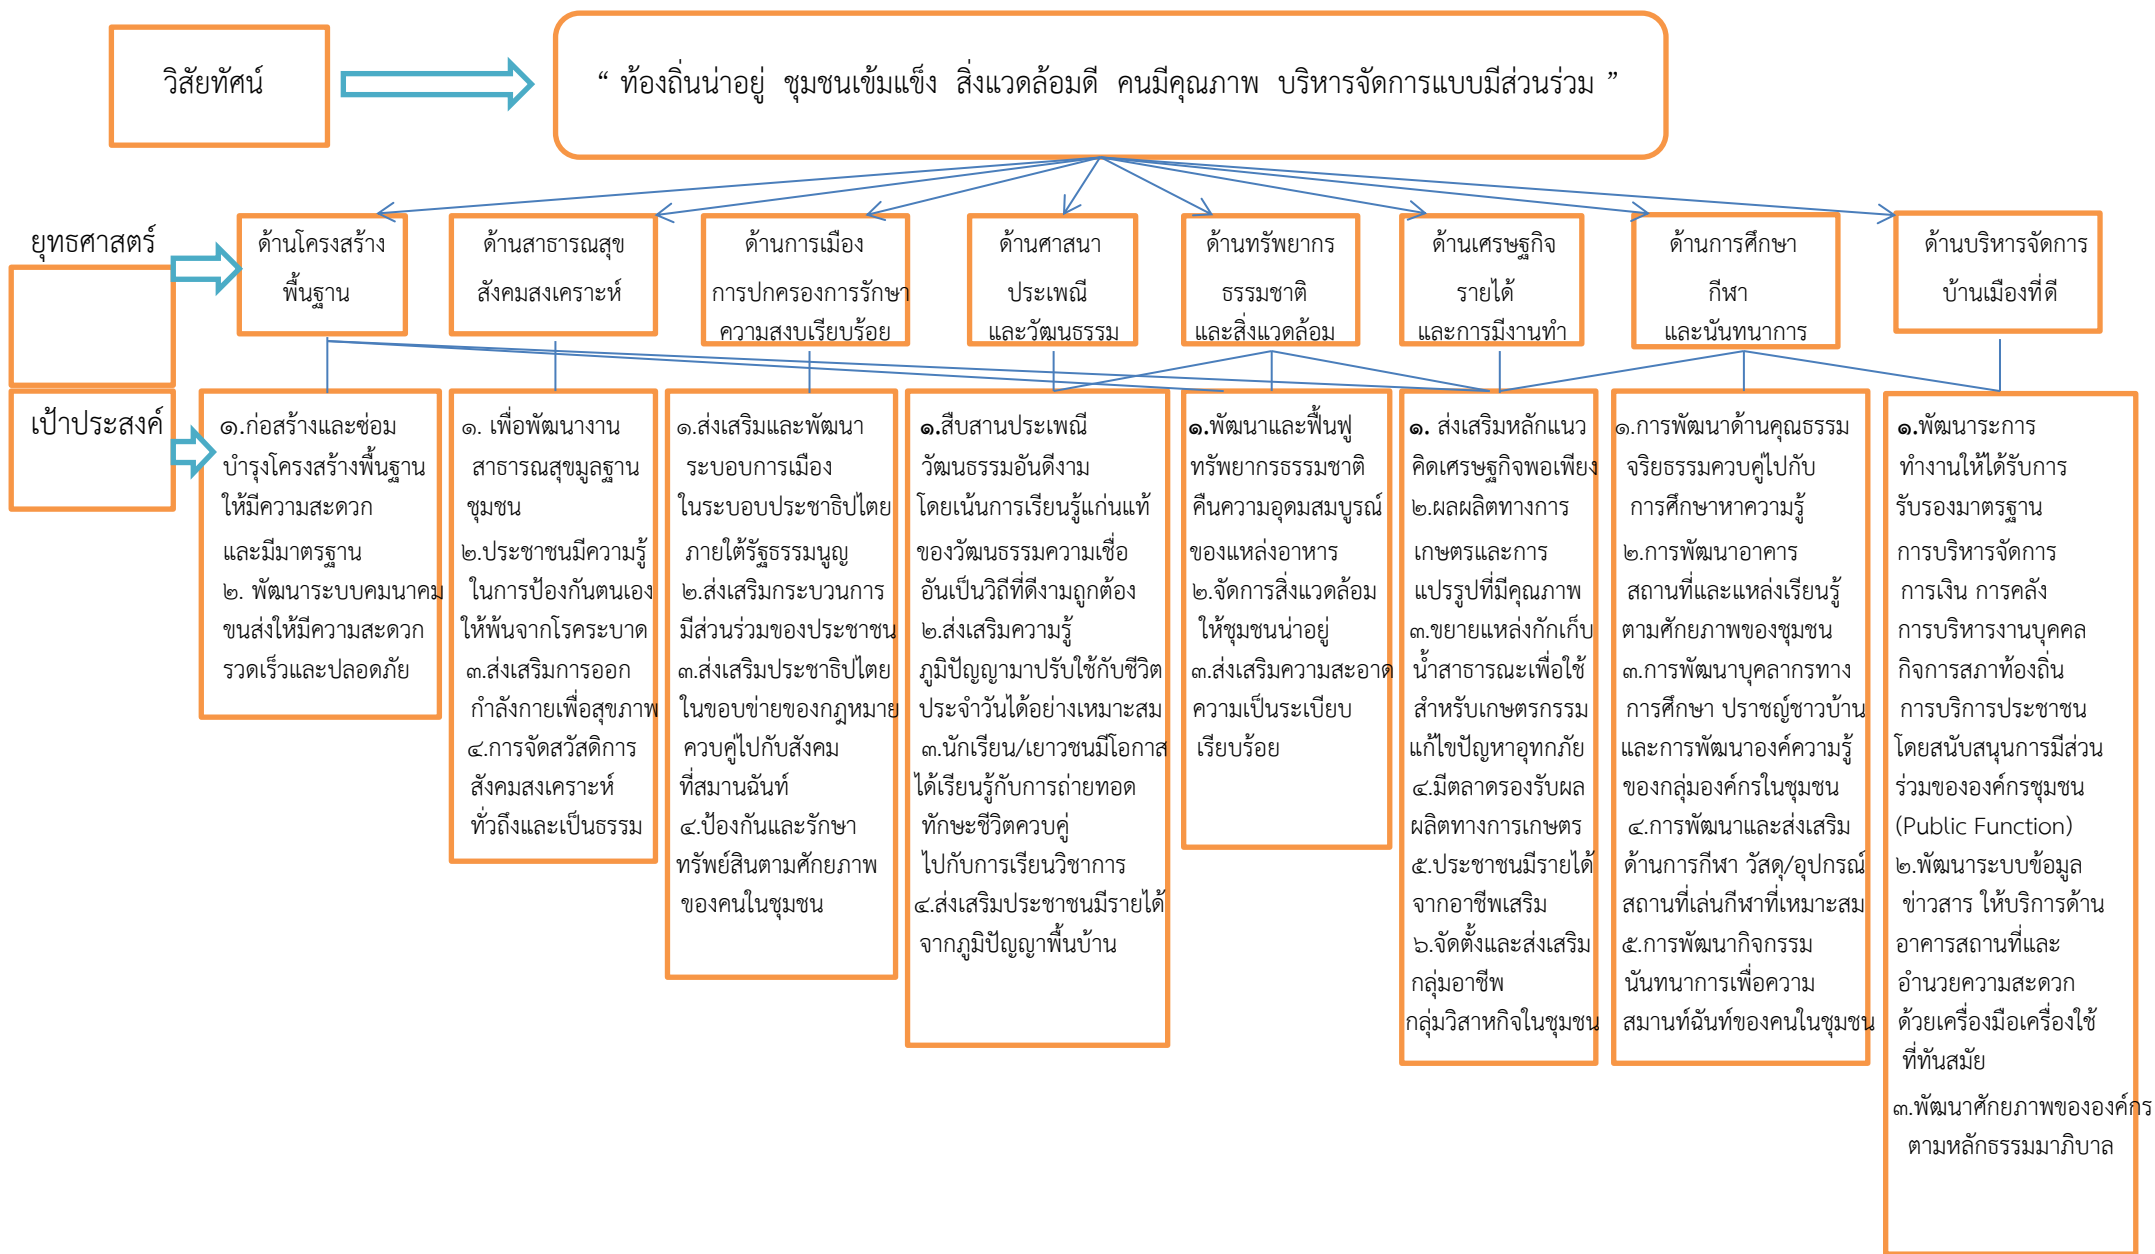 วิสัยทัศน์
“ ท้องถิ่นน่าอยู่ ชุมชนเข้มแข็ง สิ่งแวดล้อมดี คนมีคุณภาพ บริหารจัดการแบบมีส่วนร่วม ”
ยุทธศาสตร์
ด้านโครงสร้าง
พื้นฐาน
ด้านสาธารณสุข
สังคมสงเคราะห์
ด้านการเมือง
การปกครองการรักษา
ความสงบเรียบร้อย
ด้านศาสนา
ประเพณี
และวัฒนธรรม
ด้านทรัพยากร
ธรรมชาติ
และสิ่งแวดล้อม
ด้านเศรษฐกิจ
รายได้
และการมีงานทำ
ด้านการศึกษา
กีฬา
และนันทนาการ
ด้านบริหารจัดการ
บ้านเมืองที่ดี
เป้าประสงค์
๑.ก่อสร้างและซ่อม
บำรุงโครงสร้างพื้นฐาน
ให้มีความสะดวก
และมีมาตรฐาน
๒. พัฒนาระบบคมนาคม
ขนส่งให้มีความสะดวก
รวดเร็วและปลอดภัย
๑. เพื่อพัฒนางาน
สาธารณสุขมูลฐาน
ชุมชน
๒.ประชาชนมีความรู้
ในการป้องกันตนเอง
ให้พ้นจากโรคระบาด
๓.ส่งเสริมการออก
กำลังกายเพื่อสุขภาพ
๔.การจัดสวัสดิการ
สังคมสงเคราะห์
ทั่วถึงและเป็นธรรม
๑.ส่งเสริมและพัฒนา
ระบอบการเมือง
ในระบอบประชาธิปไตย
ภายใต้รัฐธรรมนูญ
๒.ส่งเสริมกระบวนการ
มีส่วนร่วมของประชาชน
๓.ส่งเสริมประชาธิปไตย
ในขอบข่ายของกฎหมาย
ควบคู่ไปกับสังคม
ที่สมานฉันท์
๔.ป้องกันและรักษา
ทรัพย์สินตามศักยภาพ
ของคนในชุมชน
๑.สืบสานประเพณี
วัฒนธรรมอันดีงาม
โดยเน้นการเรียนรู้แก่นแท้
ของวัฒนธรรมความเชื่อ
อันเป็นวิถีที่ดีงามถูกต้อง
๒.ส่งเสริมความรู้
ภูมิปัญญามาปรับใช้กับชีวิต
ประจำวันได้อย่างเหมาะสม
๓.นักเรียน/เยาวชนมีโอกาส
ได้เรียนรู้กับการถ่ายทอด
ทักษะชีวิตควบคู่
ไปกับการเรียนวิชาการ
๔.ส่งเสริมประชาชนมีรายได้
จากภูมิปัญญาพื้นบ้าน
๑.พัฒนาและฟื้นฟู
ทรัพยากรธรรมชาติ
คืนความอุดมสมบูรณ์
ของแหล่งอาหาร
๒.จัดการสิ่งแวดล้อม
ให้ชุมชนน่าอยู่
๓.ส่งเสริมความสะอาด
ความเป็นระเบียบ
เรียบร้อย
๑. ส่งเสริมหลักแนว
คิดเศรษฐกิจพอเพียง
๒.ผลผลิตทางการ
เกษตรและการ
แปรรูปที่มีคุณภาพ
๓.ขยายแหล่งกักเก็บ
น้ำสาธารณะเพื่อใช้
สำหรับเกษตรกรรม
แก้ไขปัญหาอุทกภัย
๔.มีตลาดรองรับผล
ผลิตทางการเกษตร
๕.ประชาชนมีรายได้
จากอาชีพเสริม
๖.จัดตั้งและส่งเสริม
กลุ่มอาชีพ
กลุ่มวิสาหกิจในชุมชน
๑.การพัฒนาด้านคุณธรรม
จริยธรรมควบคู่ไปกับ
การศึกษาหาความรู้
๒.การพัฒนาอาคาร
สถานที่และแหล่งเรียนรู้
ตามศักยภาพของชุมชน
๓.การพัฒนาบุคลากรทาง
การศึกษา ปราชญ์ชาวบ้าน
และการพัฒนาองค์ความรู้
ของกลุ่มองค์กรในชุมชน
๔.การพัฒนาและส่งเสริม
ด้านการกีฬา วัสดุ/อุปกรณ์
สถานที่เล่นกีฬาที่เหมาะสม
๕.การพัฒนากิจกรรม
นันทนาการเพื่อความ
สมานท์ฉันท์ของคนในชุมชน
๑.พัฒนาระการ
ทำงานให้ได้รับการ
รับรองมาตรฐาน
การบริหารจัดการ
การเงิน การคลัง
การบริหารงานบุคคล
กิจการสภาท้องถิ่น
การบริการประชาชน
โดยสนับสนุนการมีส่วน
ร่วมขององค์กรชุมชน
(Public Function)
๒.พัฒนาระบบข้อมูล
ข่าวสาร ให้บริการด้าน
อาคารสถานที่และ
อำนวยความสะดวก
ด้วยเครื่องมือเครื่องใช้
ที่ทันสมัย
๓.พัฒนาศักยภาพขององค์กร
ตามหลักธรรมมาภิบาล